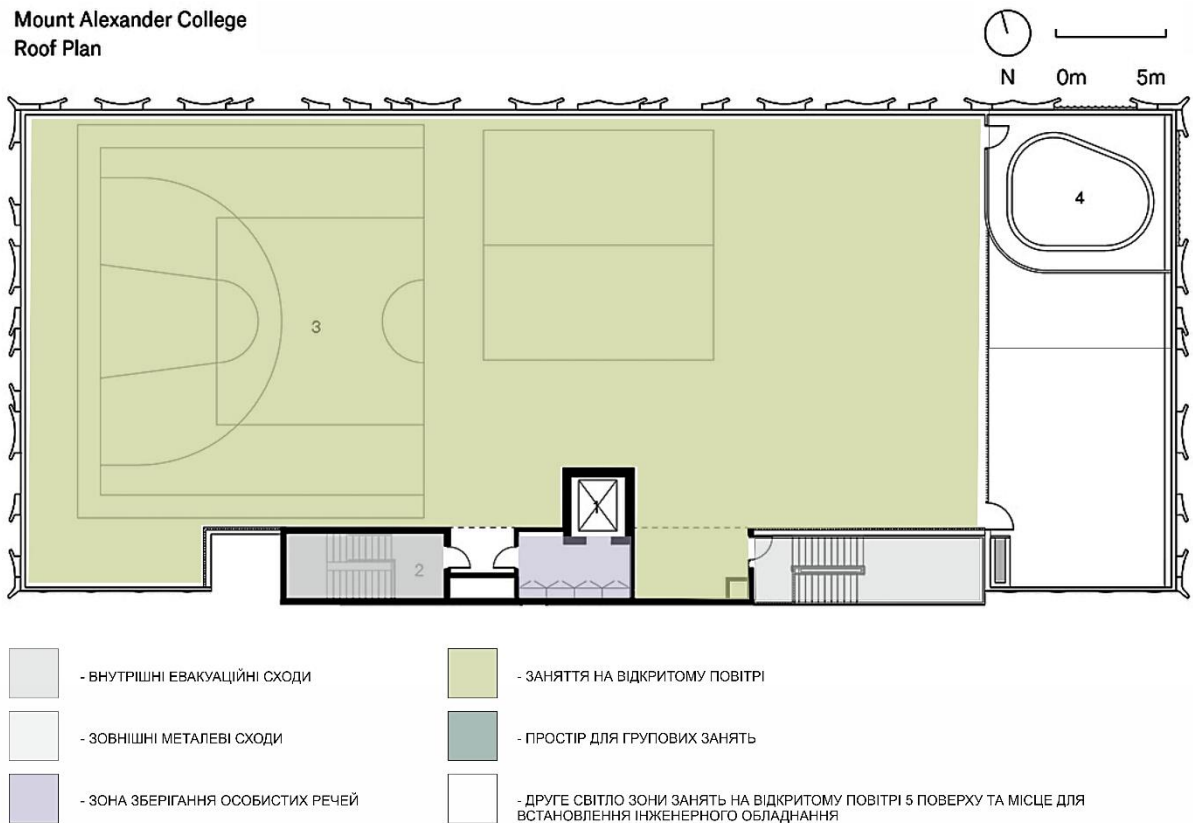 Mount Alexander College
Roof Plan
N 0m 5m
4
3
1
2
- ВНУТРІШНІ ЕВАКУАЦІЙНІ СХОДИ
- ЗОВНІШНІ МЕТАЛЕВІ СХОДИ
- ЗОНА ЗБЕРІГАННЯ ОСОБИСТИХ РЕЧЕЙ
- ЗАНЯТТЯ НА ВІДКРИТОМУ ПОВІТРІ
- ПРОСТІР ДЛЯ ГРУПОВИХ ЗАНЯТЬ
- ДРУГЕ СВІТЛО ЗОНИ ЗАНЯТЬ НА ВІДКРИТОМУ ПОВІТРІ 5 ПОВЕРХУ ТА МІСЦЕ ДЛЯ
ВСТАНОВЛЕННЯ ІНЖЕНЕРНОГО ОБЛАДНАННЯ